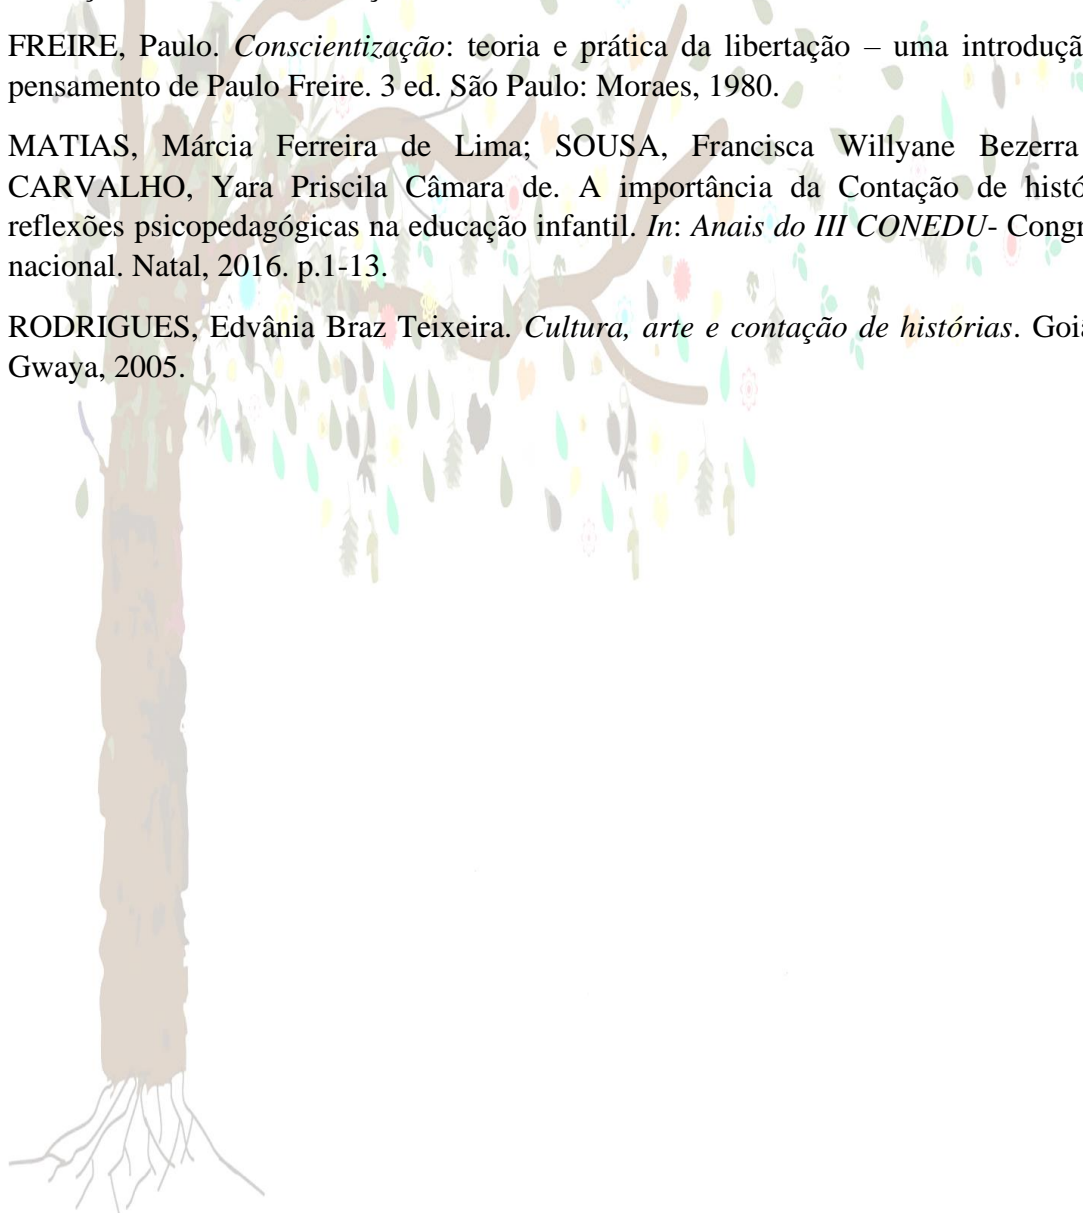 FREIRE, Paulo. Conscientização: teoria e prática da libertação – uma introduçã
pensamento de Paulo Freire. 3 ed. São Paulo: Moraes, 1980.
MATIAS, Márcia Ferreira de Lima; SOUSA, Francisca Willyane Bezerra
CARVALHO, Yara Priscila Câmara de. A importância da Contação de histó
reflexões psicopedagógicas na educação infantil. In: Anais do III CONEDU- Congr
nacional. Natal, 2016. p.1-13.
RODRIGUES, Edvânia Braz Teixeira. Cultura, arte e contação de histórias. Goiâ
Gwaya, 2005.